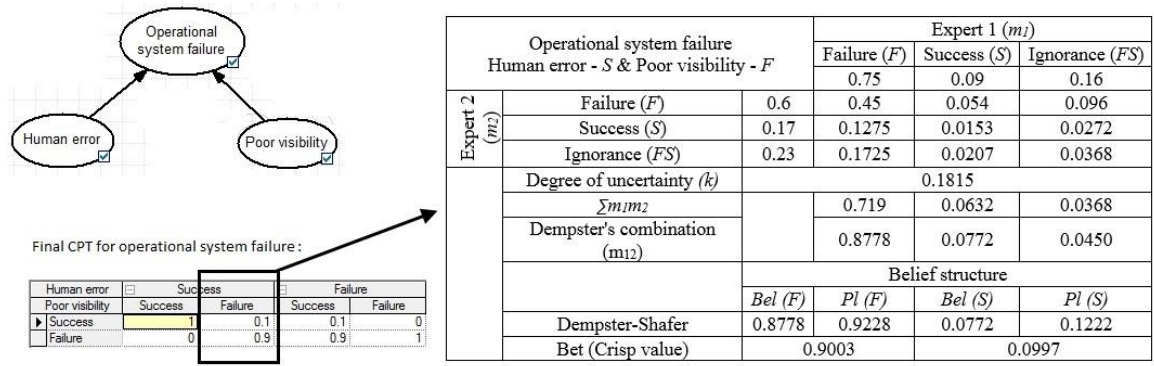 Operational
system failure
Human error
Poor visibility
Final CPT for operational system failure :
Human error Success Failure
Poor visibility Success Failure Success Failure
Success 1 0.1 0.1 0
Failure 0 0.9 0.9 1
Operational system failure
Human error - S & Poor visibility - F
Expert 1 (m1)
Failure (F) Success (S) Ignorance (FS)
0.75 0.09 0.16
Expert 2
(m2)
Failure (F) 0.6 0.45 0.054 0.096
Success (S) 0.17 0.1275 0.0153 0.0272
Ignorance (FS) 0.23 0.1725 0.0207 0.0368
Degree of uncertainty (k) 0.1815
∑m1m2 0.719 0.0632 0.0368
Dempster's combination
(m12) 0.8778 0.0772 0.0450
Belief structure
Bel (F) Pl (F) Bel (S) Pl (S)
Dempster-Shafer 0.8778 0.9228 0.0772 0.1222
Bet (Crisp value) 0.9003 0.0997